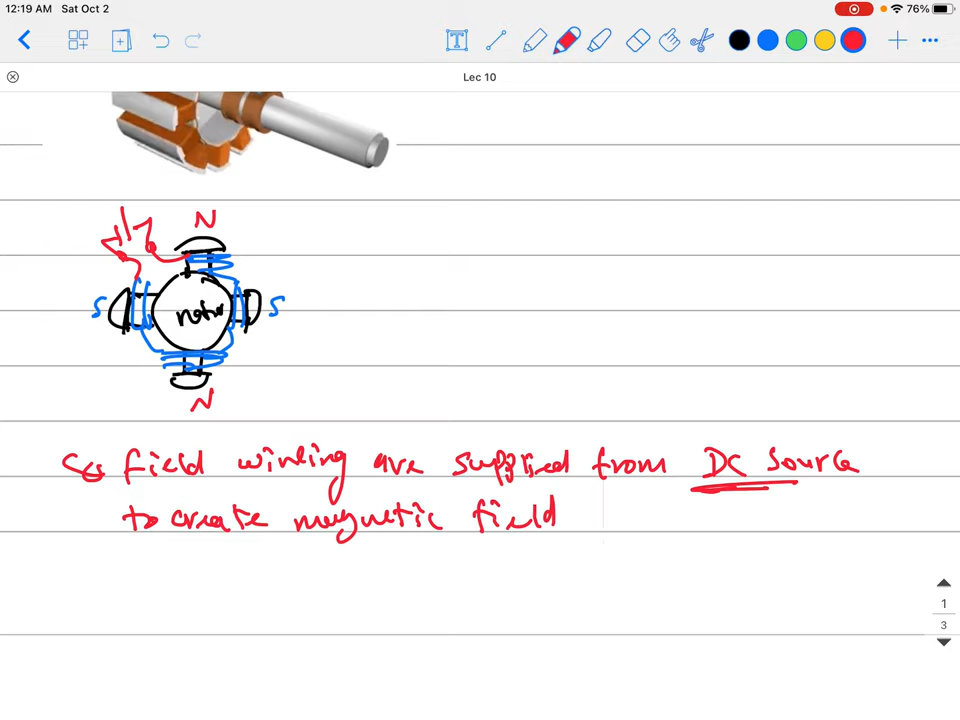 12:19 AM Sat Oct 2
76%
Lec 10
N
S
rotor
S
N
field winding are supplied from DC source
to create magnetic field
1
3